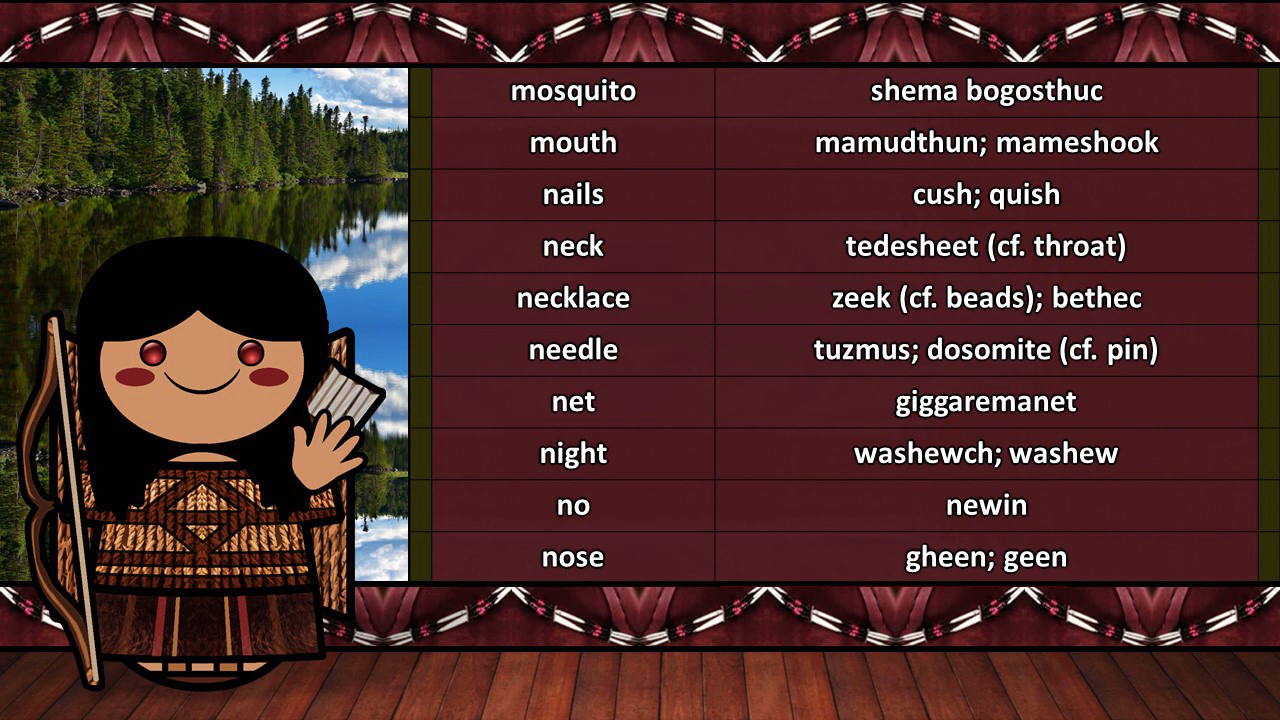 mosquito shema bogosthuc
mouth mamudthun; mameshook
nails cush; quish
neck tedesheet (cf. throat)
necklace zeek (cf. beads); bethec
needle tuzmus; dosomite (cf. pin)
net giggaremanet
night washewch; washew
no newin
nose gheen; geen